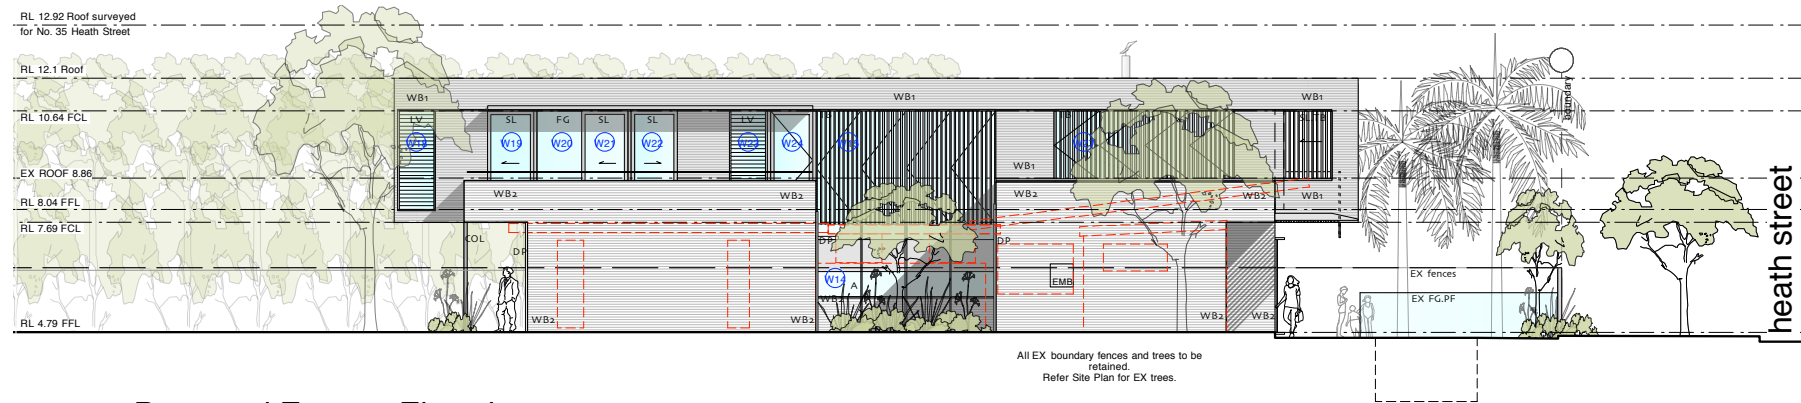 RL 12.92 Roof surveyed
for No. 35 Heath Street
RL 12.1 Roof
boundary
WB1
WB1
WB1
RL 10.64 FCL
LV
SL
FG
SL
SL
LV
W19
W20
W21
W22
W24
EX ROOF 8.86
WB1
WB2
WB2
WB2
WB2
WB1
RL 8.04 FFL
RL 7.69 FCL
COL
DP
DP
DP
heath street
EX fences
W14
A
EMB
EX FG.PF
RL 4.79 FFL
WB2
WB2
WB2
WB2
All EX boundary fences and trees to be
retained.
Refer Site Plan for EX trees.